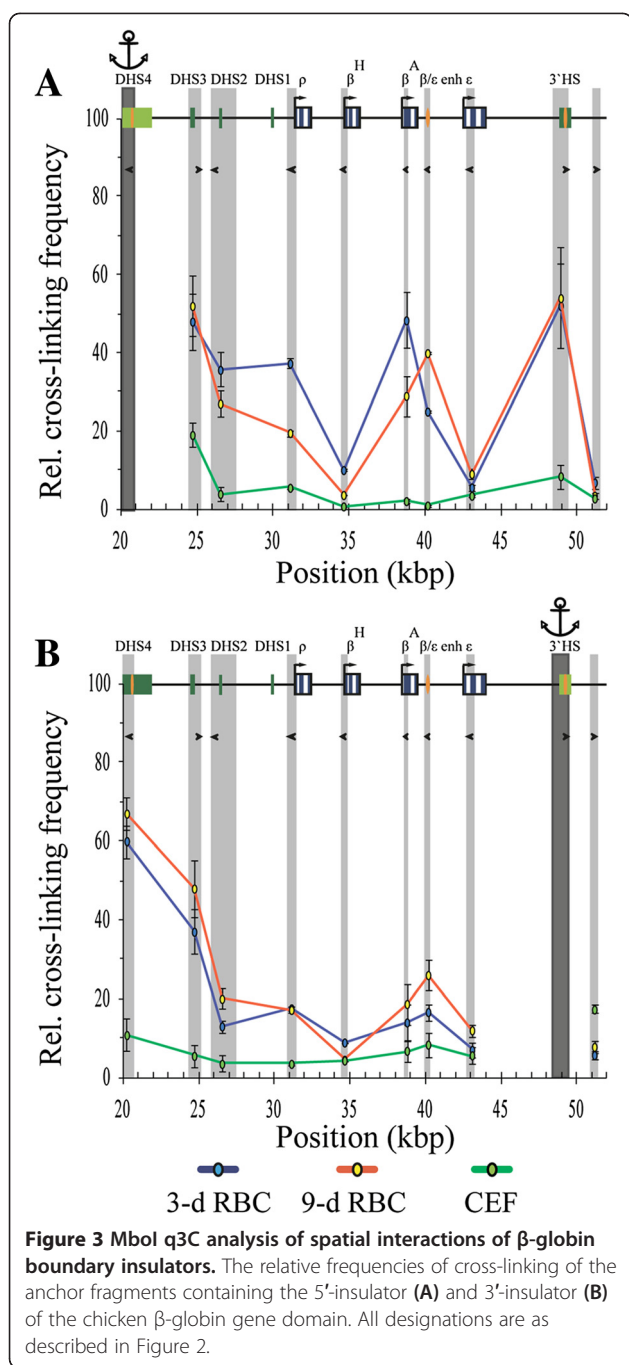 A
DHS4 DHS3 DHS2 DHS1 ρ β H β A β/ε enh ε 3`HS
100
80
60
40
20
0
Rel. cross-linking frequency
20 25 30 35 40 45 50
Position (kbp)
B
DHS4 DHS3 DHS2 DHS1 ρ β H β A β/ε enh ε 3`HS
100
80
60
40
20
0
Rel. cross-linking frequency
20 25 30 35 40 45 50
Position (kbp)
3-d RBC 9-d RBC CEF
Figure 3 MboI q3C analysis of spatial interactions of β-globin
boundary insulators. The relative frequencies of cross-linking of the
anchor fragments containing the 5′-insulator (A) and 3′-insulator (B)
of the chicken β-globin gene domain. All designations are as
described in Figure 2.